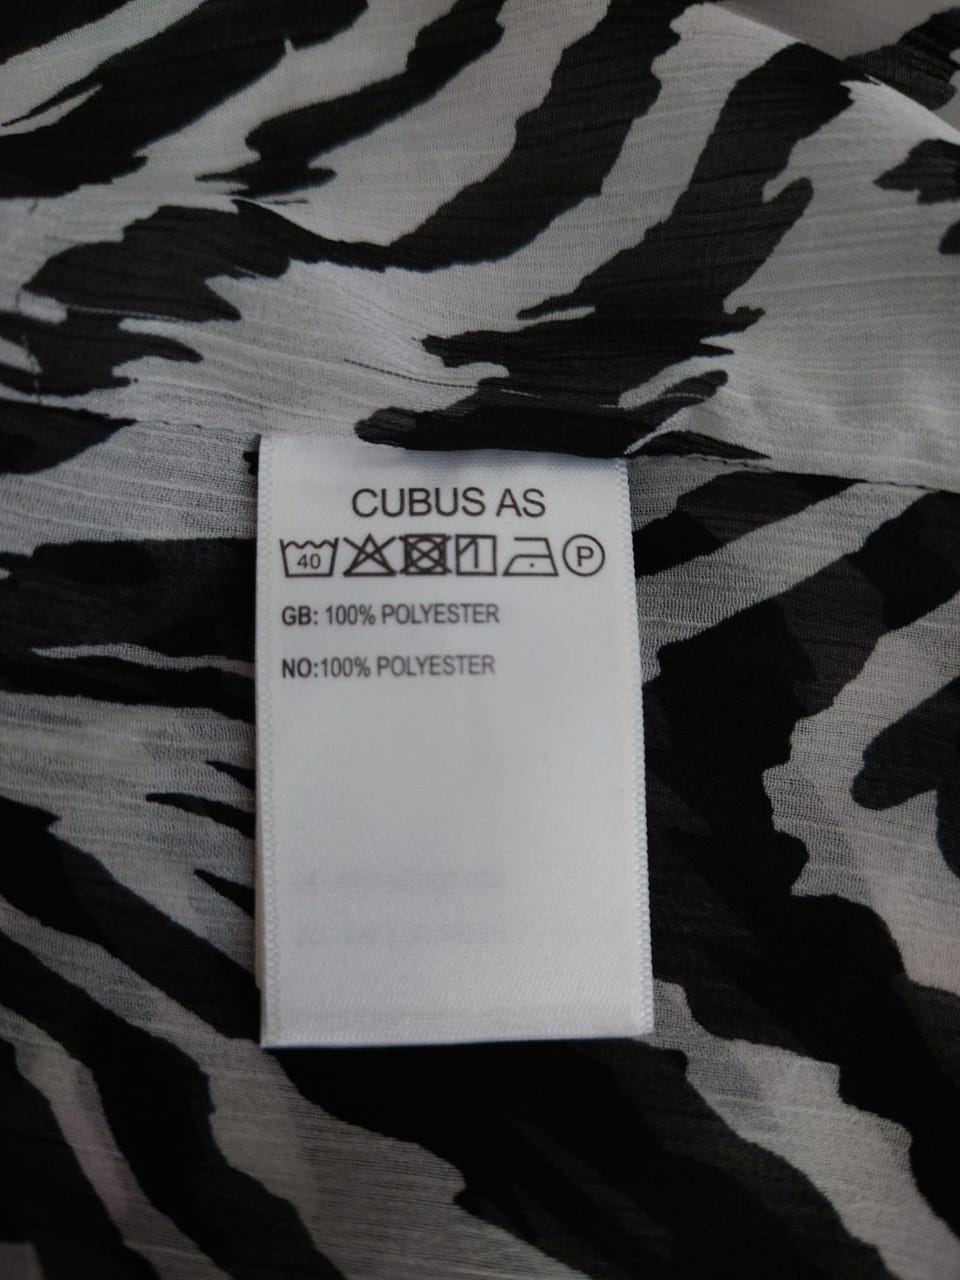 CUBUS AS
40 P
GB: 100% POLYESTER
NO:100% POLYESTER